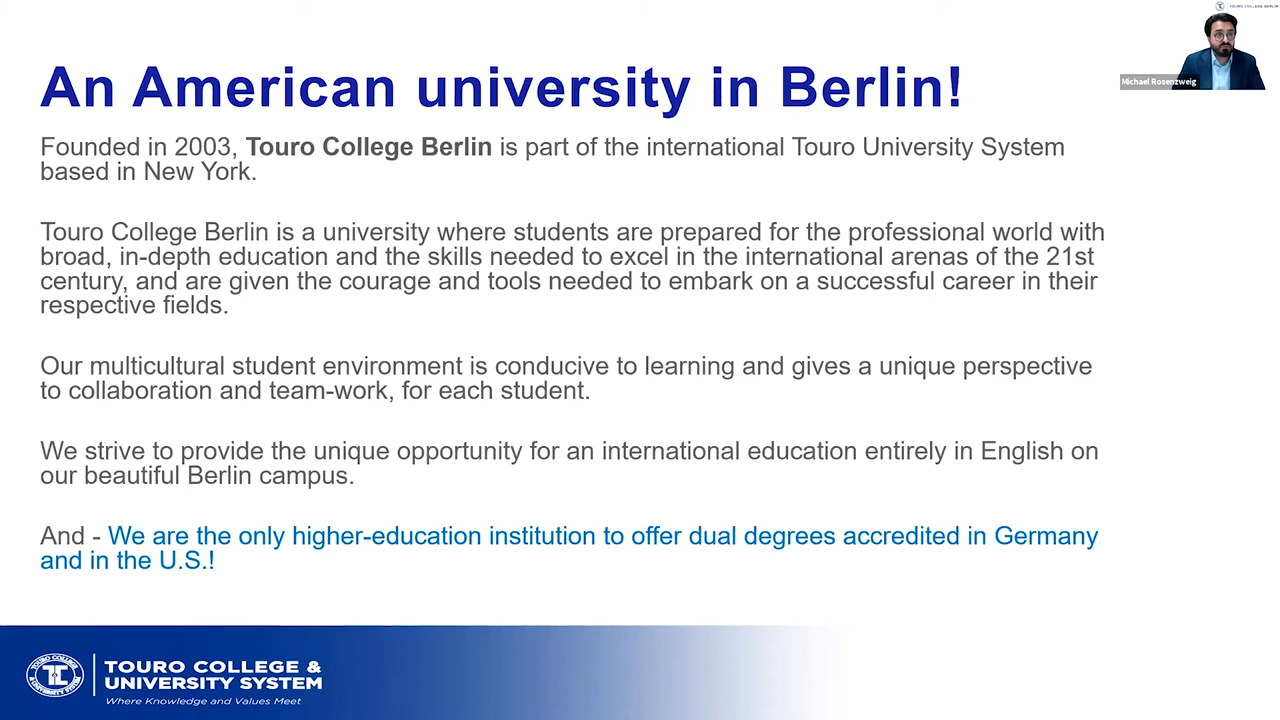 TOURO COLLEGE BERLIN
Michael Rosenzweig
An American university in Berlin!
Founded in 2003, Touro College Berlin is part of the international Touro University System
based in New York.
Touro College Berlin is a university where students are prepared for the professional world with
broad, in-depth education and the skills needed to excel in the international arenas of the 21st
century, and are given the courage and tools needed to embark on a successful career in their
respective fields.
Our multicultural student environment is conducive to learning and gives a unique perspective
to collaboration and team-work, for each student.
We strive to provide the unique opportunity for an international education entirely in English on
our beautiful Berlin campus.
And - We are the only higher-education institution to offer dual degrees accredited in Germany
and in the U.S.!
TOURO COLLEGE
& UNIVERSITY SYSTEM
TOURO COLLEGE &
UNIVERSITY SYSTEM
Where Knowledge and Values Meet